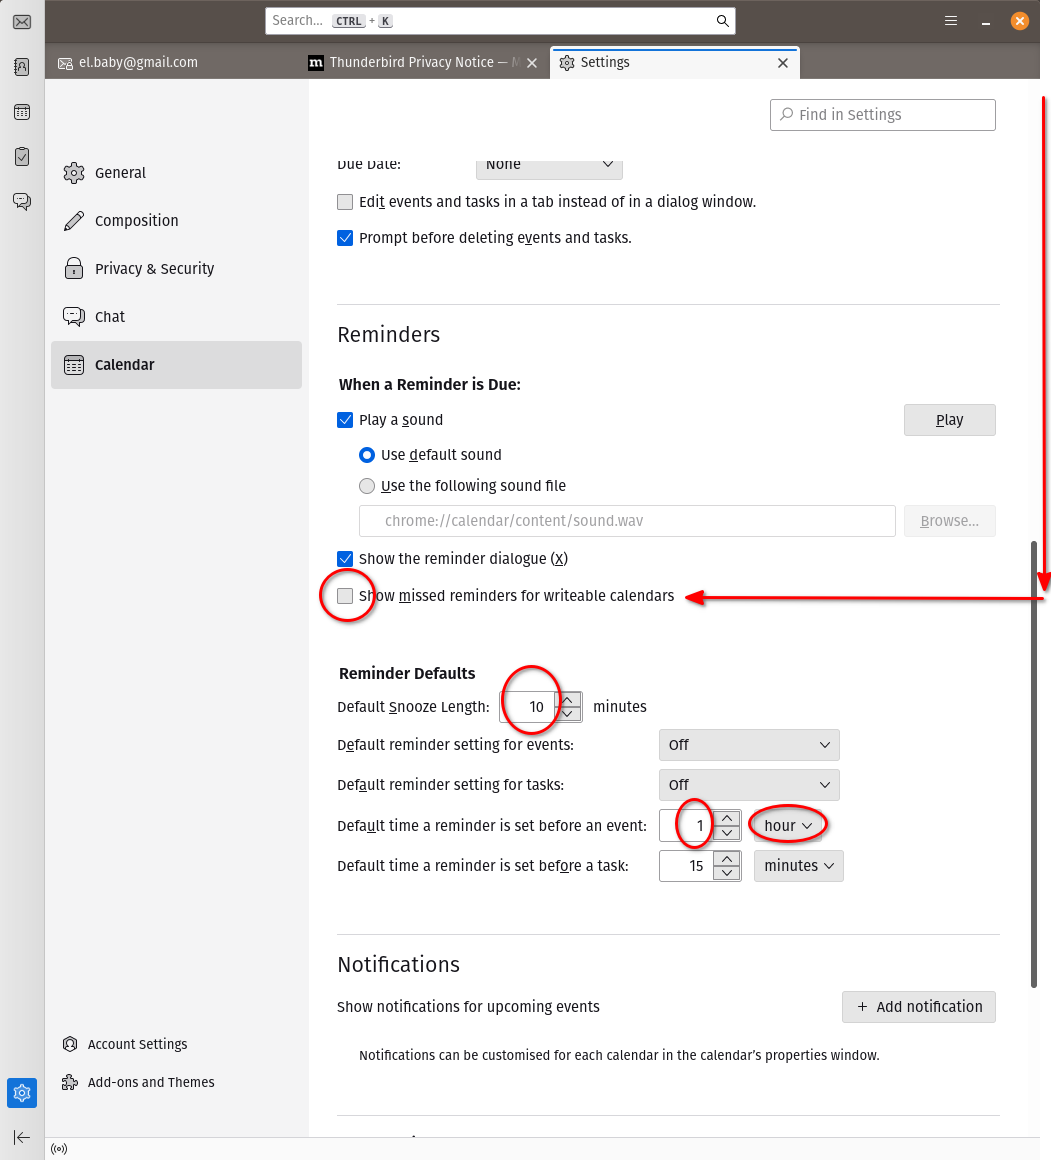 Search... CTRL + K
el.baby@gmail.com
m Thunderbird Privacy Notice — M
Settings
Find in Settings
General
Composition
Privacy & Security
Chat
Calendar
Due Date: None
Edit events and tasks in a tab instead of in a dialog window.
Prompt before deleting events and tasks.
Reminders
When a Reminder is Due:
Play a sound
Play
Use default sound
Use the following sound file
chrome://calendar/content/sound.wav
Browse...
Show the reminder dialogue (X)
Show missed reminders for writeable calendars
Reminder Defaults
Default Snooze Length: 10 minutes
Default reminder setting for events: Off
Default reminder setting for tasks: Off
Default time a reminder is set before an event: 1 hour
Default time a reminder is set before a task: 15 minutes
Notifications
Show notifications for upcoming events
+ Add notification
Notifications can be customised for each calendar in the calendar’s properties window.
Account Settings
Add-ons and Themes